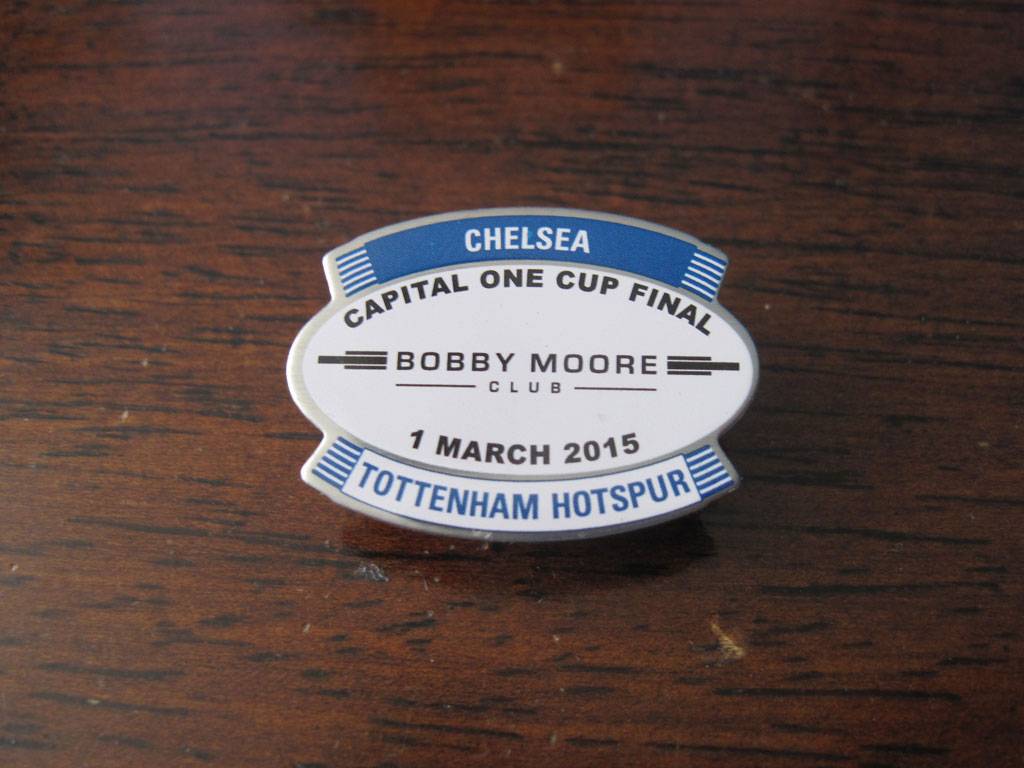 CHELSEA
CAPITAL ONE CUP FINAL
BOBBY MOORE
CLUB
1 MARCH 2015
TOTTENHAM HOTSPUR